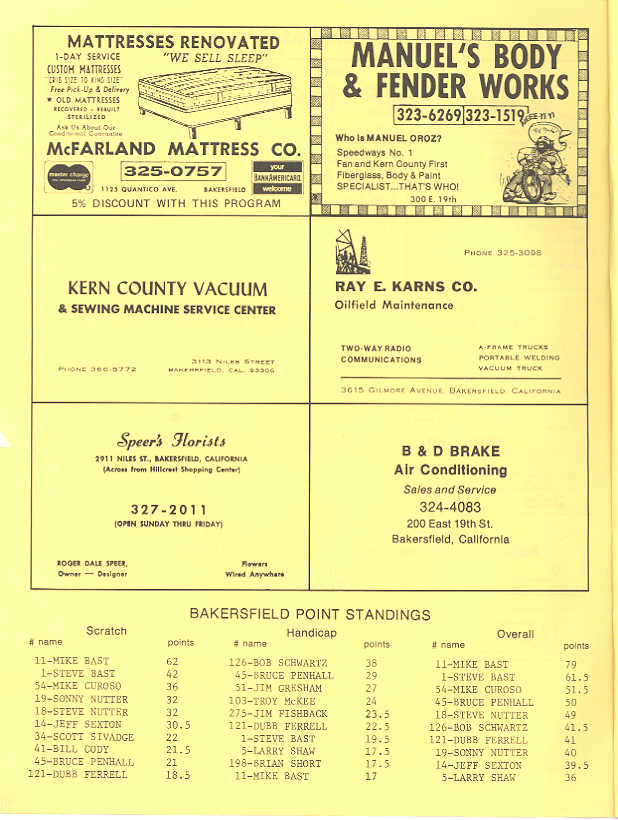 MATTRESSES RENOVATED
1-DAY SERVICE
"WE SELL SLEEP"
CUSTOM MATTRESSES
"CRIB SIZE TO KING SIZE"
Free Pick-Up & Delivery
★ OLD MATTRESSES
RECOVERED - REBUILT
STERILIZED
Ask Us About Our
Conditional Guarantee
McFARLAND MATTRESS CO.
master charge
325-0757
your
BANKAMERICARD
welcome
1125 QUANTICO AVE. BAKERSFIELD
5% DISCOUNT WITH THIS PROGRAM
MANUEL'S BODY
& FENDER WORKS
323-6269 323-1519
Who Is MANUEL OROZ?
Speedways No. 1
Fan and Kern County First
Fiberglass, Body & Paint
SPECIALIST...THAT'S WHO!
300 E. 19th
KERN COUNTY VACUUM
& SEWING MACHINE SERVICE CENTER
3113 NILES STREET
PHONE 366-5772 BAKERSFIELD, CAL. 93306
PHONE 325-3098
RAY E. KARNS CO.
Oilfield Maintenance
TWO-WAY RADIO
COMMUNICATIONS
A-FRAME TRUCKS
PORTABLE WELDING
VACUUM TRUCK
3615 GILMORE AVENUE, BAKERSFIELD, CALIFORNIA
Speer's Florists
2911 NILES ST., BAKERSFIELD, CALIFORNIA
(Across from Hillcrest Shopping Center)
327-2011
(OPEN SUNDAY THRU FRIDAY)
ROGER DALE SPEER,
Owner — Designer
Flowers
Wired Anywhere
B & D BRAKE
Air Conditioning
Sales and Service
324-4083
200 East 19th St.
Bakersfield, California
BAKERSFIELD POINT STANDINGS
Scratch
# name points
11-MIKE BAST 62
1-STEVE BAST 42
54-MIKE CUROSO 36
19-SONNY NUTTER 32
18-STEVE NUTTER 32
14-JEFF SEXTON 30.5
34-SCOTT SIVADGE 22
41-BILL CODY 21.5
45-BRUCE PENHALL 21
121-DUBB FERRELL 18.5
Handicap
# name points
126-BOB SCHWARTZ 38
45-BRUCE PENHALL 29
51-JIM GRESHAM 27
103-TROY McKEE 24
275-JIM FISHBACK 23.5
121-DUBB FERRELL 22.5
1-STEVE BAST 19.5
5-LARRY SHAW 17.5
198-BRIAN SHORT 17.5
11-MIKE BAST 17
Overall
# name points
11-MIKE BAST 79
1-STEVE BAST 61.5
54-MIKE CUROSO 51.5
45-BRUCE PENHALL 50
18-STEVE NUTTER 49
126-BOB SCHWARTZ 41.5
121-DUBB FERRELL 41
19-SONNY NUTTER 40
14-JEFF SEXTON 39.5
5-LARRY SHAW 36